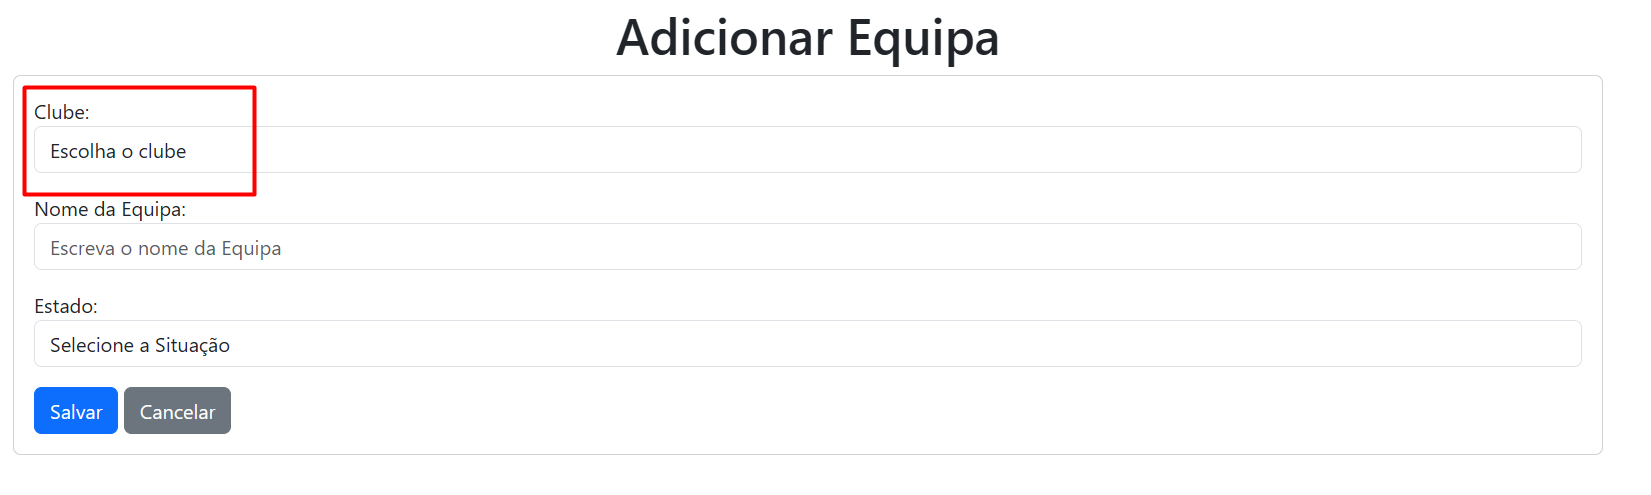 Adicionar Equipa
Clube:
Escolha o clube
Nome da Equipa:
Escreva o nome da Equipa
Estado:
Selecione a Situação
Salvar Cancelar